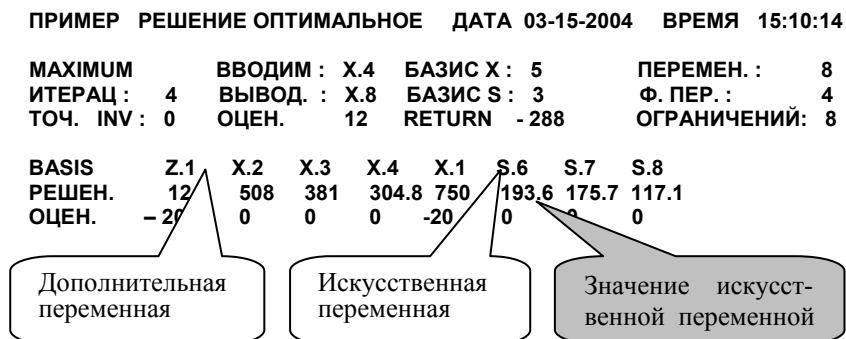 ПРИМЕР РЕШЕНИЕ ОПТИМАЛЬНОЕ ДАТА 03-15-2004 ВРЕМЯ 15:10:14
MAXIMUM ВВОДИМ : X.4 БАЗИС X : 5 ПЕРЕМЕН. : 8
ИТЕРАЦ : 4 ВЫВОД. : X.8 БАЗИС S : 3 Ф. ПЕР. : 4
ТОЧ. INV : 0 ОЦЕН. 12 RETURN - 288 ОГРАНИЧЕНИЙ: 8
BASIS Z.1 X.2 X.3 X.4 X.1 S.6 S.7 S.8
РЕШЕН. 12 508 381 304.8 750 193.6 175.7 117.1
ОЦЕН. – 20 0 0 0 -20 0 0 0
Дополнительная
переменная
Искусственная
переменная
Значение искусст-
венной переменной